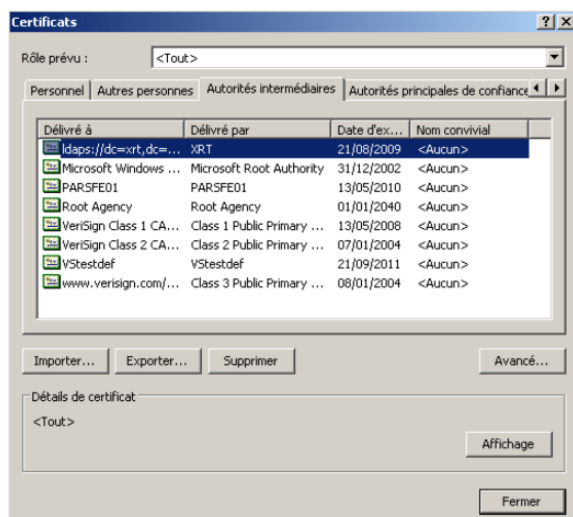 Certificats
Rôle prévu : <Tout>
Personnel Autres personnes Autorités intermédiaires Autorités principales de confiance
Délivré à Délivré par Date d'ex... Nom convivial
ldaps://dc=xrt,dc=... XRT 21/08/2009 <Aucun>
Microsoft Windows ... Microsoft Root Authority 31/12/2002 <Aucun>
PARSFE01 PARSFE01 13/05/2010 <Aucun>
Root Agency Root Agency 01/01/2040 <Aucun>
VeriSign Class 1 CA... Class 1 Public Primary ... 13/05/2008 <Aucun>
VeriSign Class 2 CA... Class 2 Public Primary ... 07/01/2004 <Aucun>
VStestdef VStestdef 21/09/2011 <Aucun>
www.verisign.com/... Class 3 Public Primary ... 08/01/2004 <Aucun>
Importer... Exporter... Supprimer Avancé...
Détails de certificat
<Tout>
Affichage
Fermer